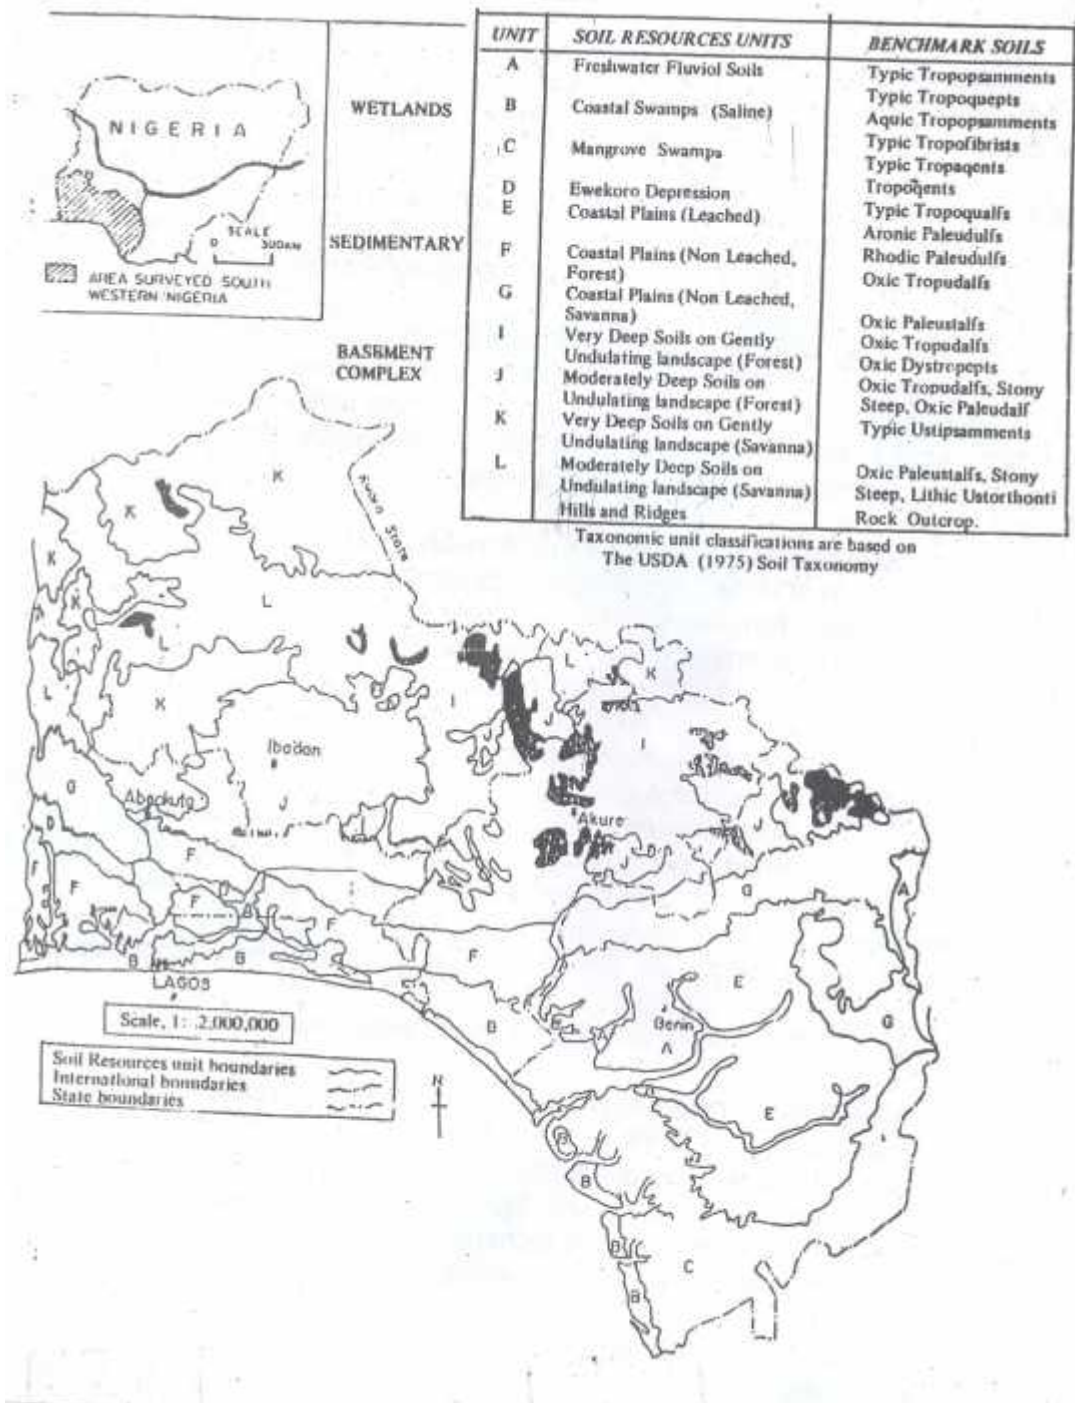 NIGERIA
SCALE
0 SUDAN
AREA SURVEYED SOUTH
WESTERN NIGERIA
WETLANDS
SEDIMENTARY
BASEMENT
COMPLEX
UNIT SOIL RESOURCES UNITS BENCHMARK SOILS
A Freshwater Fluviol Soils Typic Tropopsamments
Typic Tropoquepts
B Coastal Swamps (Saline) Aquic Tropopsamments
C Mangrove Swamps Typic Tropofibrists
Typic Tropaqents
D Ewekoro Depression Tropoqents
E Coastal Plains (Leached) Typic Tropoqualfs
Aronic Paleudulfs
F Coastal Plains (Non Leached, Rhodic Paleudulfs
Forest) Oxic Tropudalfs
G Coastal Plains (Non Leached,
Savanna) Oxic Paleustalfs
I Very Deep Soils on Gently Oxic Tropudalfs
Undulating landscape (Forest) Oxic Dystropepts
J Moderately Deep Soils on Oxic Tropudalfs, Stony
Undulating landscape (Forest) Steep, Oxic Paleudalf
K Very Deep Soils on Gently Typic Ustipsamments
Undulating landscape (Savanna)
L Moderately Deep Soils on Oxic Paleustalfs, Stony
Undulating landscape (Savanna) Steep, Lithic Ustorthonti
Hills and Ridges Rock Outcrop.
Taxonomic unit classifications are based on
The USDA (1975) Soil Taxonomy
Kwara State
K
K
K
K
L
L
L
K
L
K
I
J
I
Ibadan
J
Abeokuta
Akure
G
D
F
F
F
F
B
F
F
B
B
LAGOS
B
E
Benin
A
A
G
A
G
E
J
B
B
B
C
B
Scale, 1: 2,000,000
Soil Resources unit boundaries
International boundaries
State boundaries
N